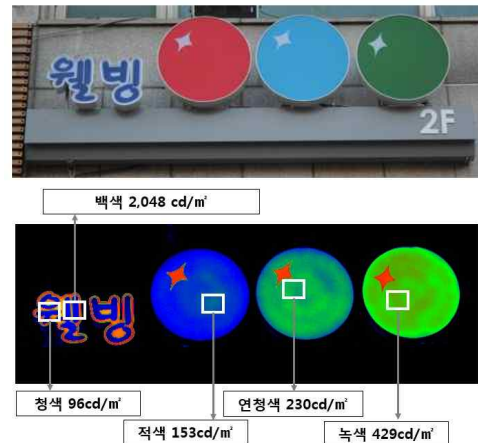 웰빙
2F
백색 2,048 cd/㎡
웰빙
청색 96cd/㎡
연청색 230cd/㎡
적색 153cd/㎡
녹색 429cd/㎡